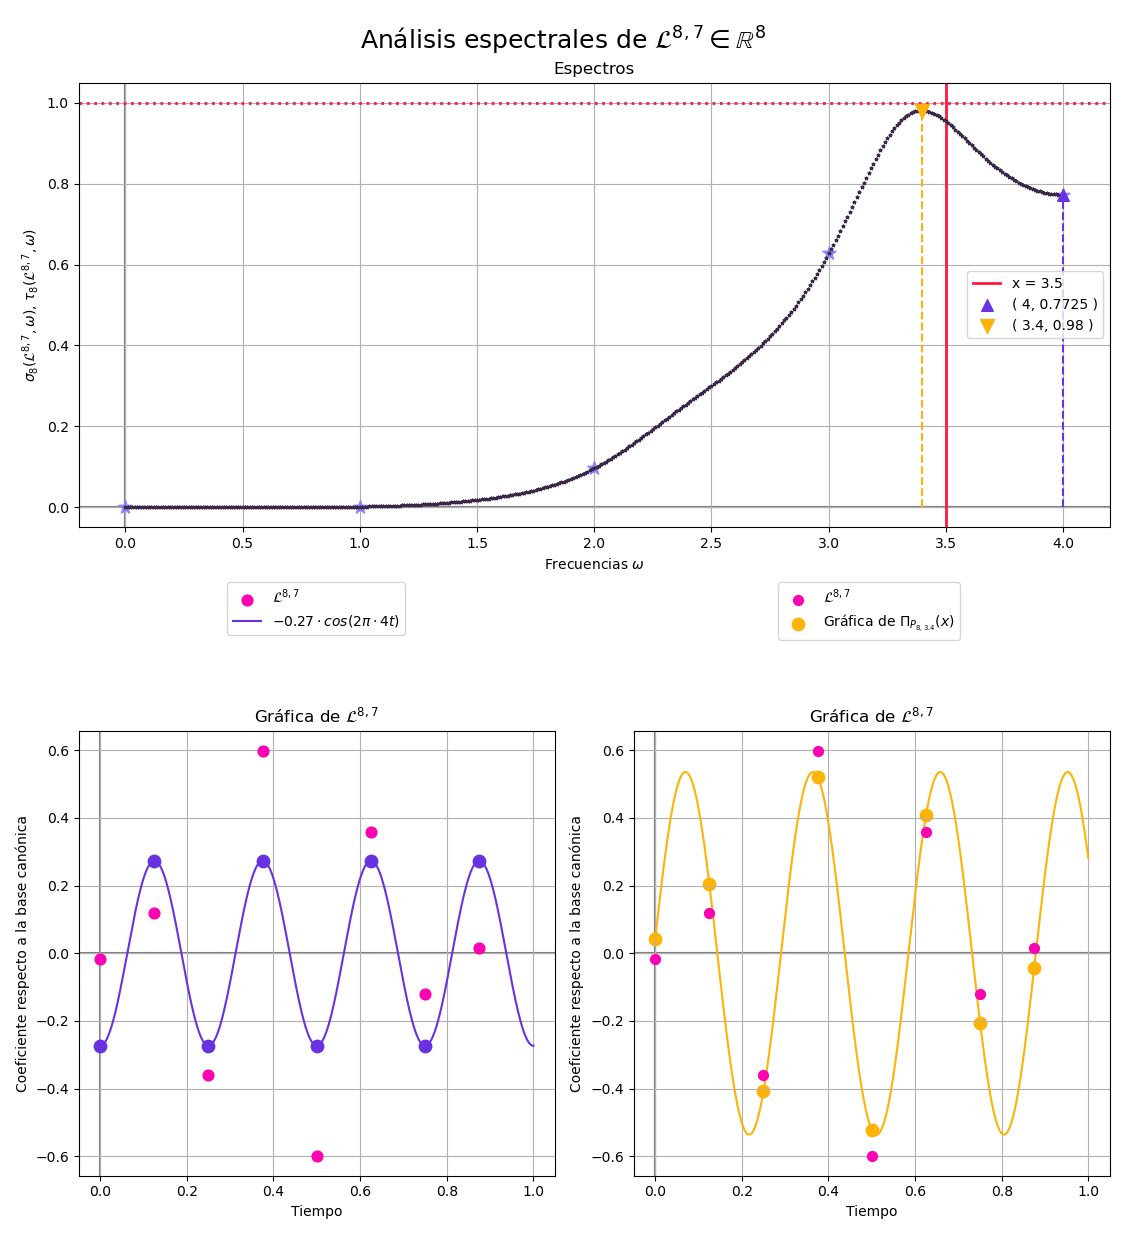 Análisis espectrales de ℒ^{8,7} ∈ ℝ^8
Espectros
σ_8(ℒ^{8,7}, ω), τ_8(ℒ^{8,7}, ω)
1.0
0.8
0.6
0.4
0.2
0.0
x = 3.5
( 4, 0.7725 )
( 3.4, 0.98 )
0.0 0.5 1.0 1.5 2.0 2.5 3.0 3.5 4.0
Frecuencias ω
ℒ^{8,7}
−0.27 · cos(2π · 4t)
ℒ^{8,7}
Gráfica de Π_{P_{8,3.4}}(x)
Gráfica de ℒ^{8,7}
Coeficiente respecto a la base canónica
0.6
0.4
0.2
0.0
−0.2
−0.4
−0.6
0.0 0.2 0.4 0.6 0.8 1.0
Tiempo
Gráfica de ℒ^{8,7}
Coeficiente respecto a la base canónica
0.6
0.4
0.2
0.0
−0.2
−0.4
−0.6
0.0 0.2 0.4 0.6 0.8 1.0
Tiempo